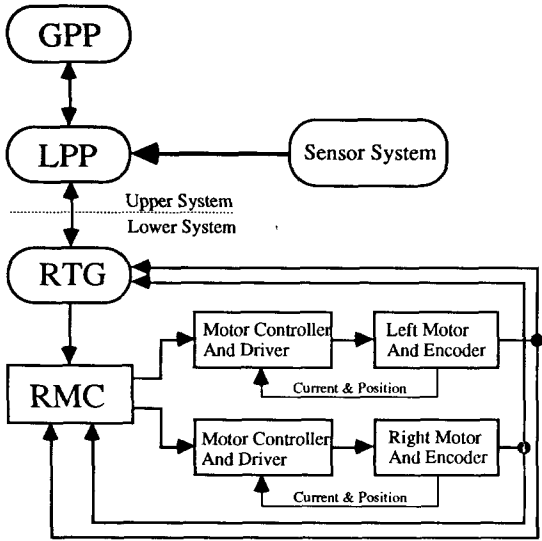 GPP
LPP
Sensor System
Upper System
Lower System
RTG
Motor Controller
And Driver
Left Motor
And Encoder
Current & Position
RMC
Motor Controller
And Driver
Right Motor
And Encoder
Current & Position